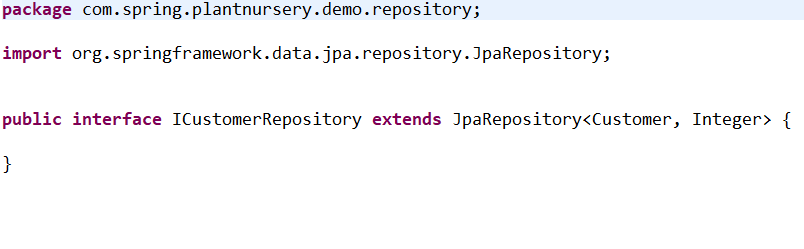 package com.spring.plantnursery.demo.repository;
import org.springframework.data.jpa.repository.JpaRepository;
public interface ICustomerRepository extends JpaRepository<Customer, Integer> {
}